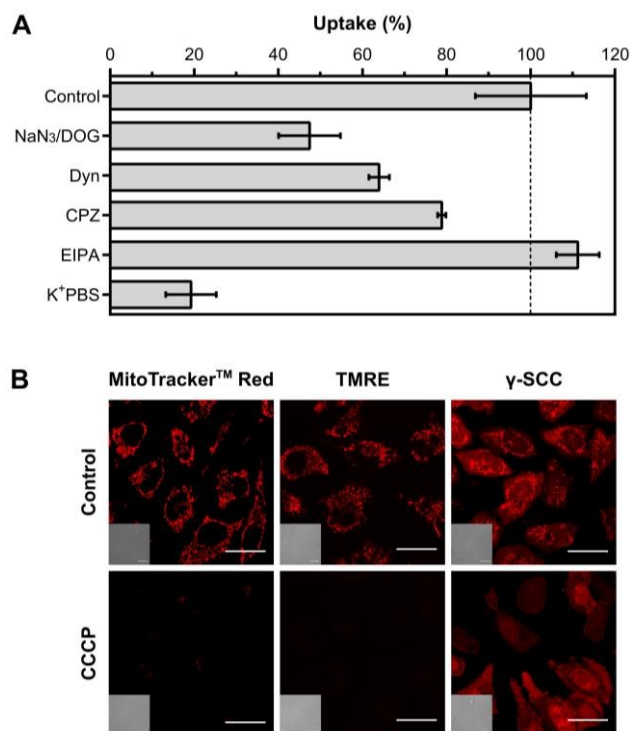 A
Uptake (%)
0 20 40 60 80 100 120
Control
NaN₃/DOG
Dyn
CPZ
EIPA
K⁺PBS
B
MitoTracker™ Red TMRE γ-SCC
Control
CCCP